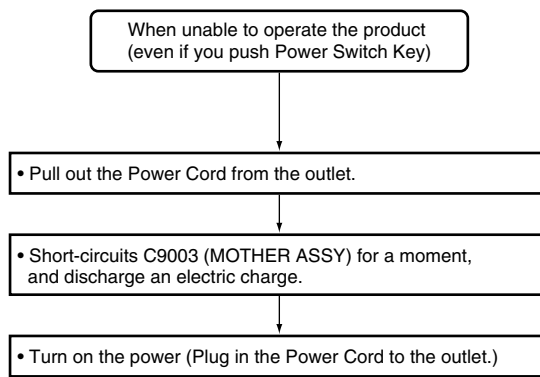 When unable to operate the product
(even if you push Power Switch Key)
• Pull out the Power Cord from the outlet.
• Short-circuits C9003 (MOTHER ASSY) for a moment,
and discharge an electric charge.
• Turn on the power (Plug in the Power Cord to the outlet.)